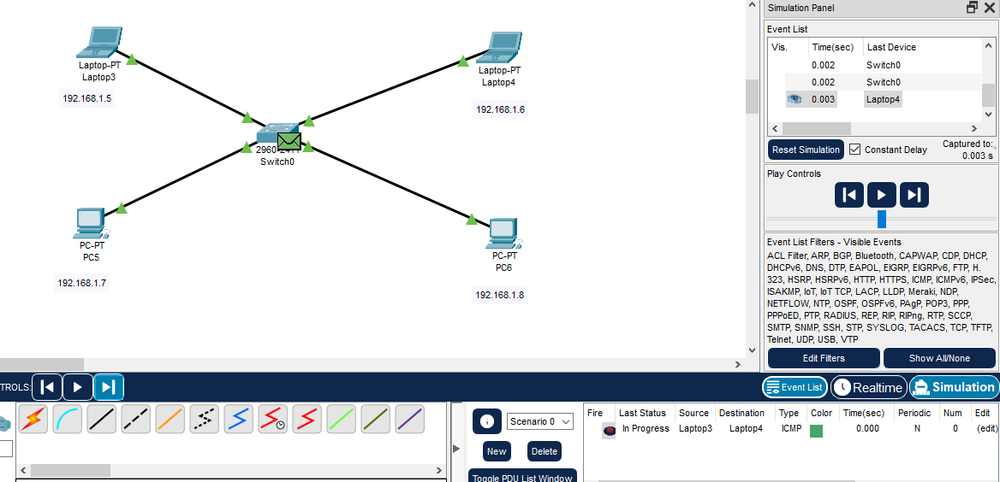 Laptop-PT
Laptop3
192.168.1.5
Laptop-PT
Laptop4
192.168.1.6
Switch0
PC-PT
PC5
192.168.1.7
PC-PT
PC6
192.168.1.8
Simulation Panel
Event List
Vis. Time(sec) Last Device
0.002 Switch0
0.002 Switch0
0.003 Laptop4
Reset Simulation Constant Delay Captured to:
0.003 s
Play Controls
Event List Filters - Visible Events
ACL Filter, ARP, BGP, Bluetooth, CAPWAP, CDP, DHCP,
DHCPv6, DNS, DTP, EAPOL, EIGRP, EIGRPv6, FTP, H.
323, HSRP, HSRPv6, HTTP, HTTPS, ICMP, ICMPv6, IPSec,
ISAKMP, IoT, IoT TCP, LACP, LLDP, Meraki, NDP,
NETFLOW, NTP, OSPF, OSPFv6, PAgP, POP3, PPP,
PPPoED, PTP, RADIUS, REP, RIP, RIPng, RTP, SCCP,
SMTP, SNMP, SSH, STP, SYSLOG, TACACS, TCP, TFTP,
Telnet, UDP, USB, VTP
Edit Filters Show All/None
TROLS: Event List Realtime Simulation
Scenario 0
New Delete
Toggle PDU List Window
Fire Last Status Source Destination Type Color Time(sec) Periodic Num Edit
In Progress Laptop3 Laptop4 ICMP 0.000 N 0 (edit)